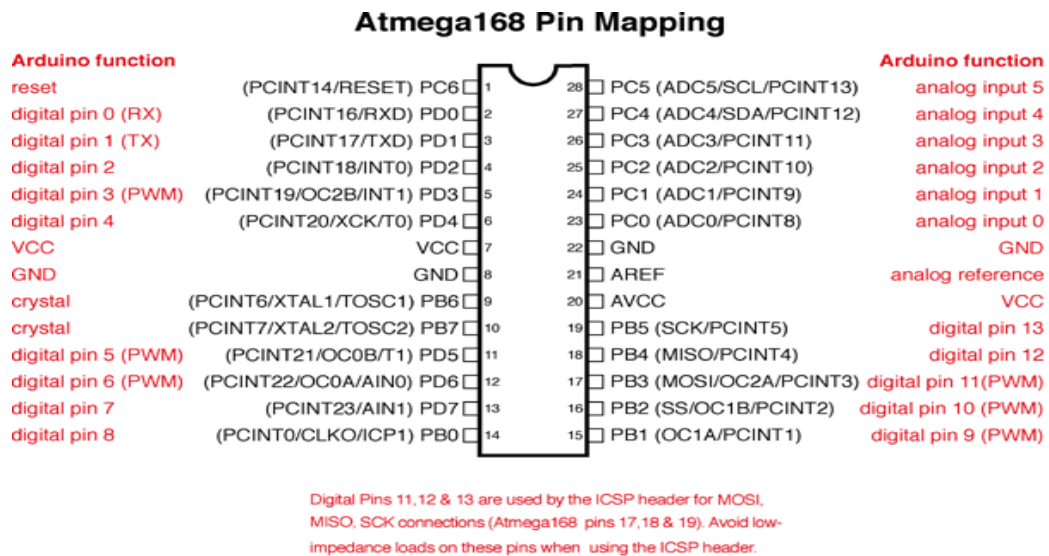 Atmega168 Pin Mapping
Arduino function Arduino function
reset (PCINT14/RESET) PC6 1 28 PC5 (ADC5/SCL/PCINT13) analog input 5
digital pin 0 (RX) (PCINT16/RXD) PD0 2 27 PC4 (ADC4/SDA/PCINT12) analog input 4
digital pin 1 (TX) (PCINT17/TXD) PD1 3 26 PC3 (ADC3/PCINT11) analog input 3
digital pin 2 (PCINT18/INT0) PD2 4 25 PC2 (ADC2/PCINT10) analog input 2
digital pin 3 (PWM) (PCINT19/OC2B/INT1) PD3 5 24 PC1 (ADC1/PCINT9) analog input 1
digital pin 4 (PCINT20/XCK/T0) PD4 6 23 PC0 (ADC0/PCINT8) analog input 0
VCC VCC 7 22 GND GND
GND GND 8 21 AREF analog reference
crystal (PCINT6/XTAL1/TOSC1) PB6 9 20 AVCC VCC
crystal (PCINT7/XTAL2/TOSC2) PB7 10 19 PB5 (SCK/PCINT5) digital pin 13
digital pin 5 (PWM) (PCINT21/OC0B/T1) PD5 11 18 PB4 (MISO/PCINT4) digital pin 12
digital pin 6 (PWM) (PCINT22/OC0A/AIN0) PD6 12 17 PB3 (MOSI/OC2A/PCINT3) digital pin 11(PWM)
digital pin 7 (PCINT23/AIN1) PD7 13 16 PB2 (SS/OC1B/PCINT2) digital pin 10 (PWM)
digital pin 8 (PCINT0/CLKO/ICP1) PB0 14 15 PB1 (OC1A/PCINT1) digital pin 9 (PWM)
Digital Pins 11,12 & 13 are used by the ICSP header for MOSI,
MISO, SCK connections (Atmega168 pins 17,18 & 19). Avoid low-
impedance loads on these pins when using the ICSP header.